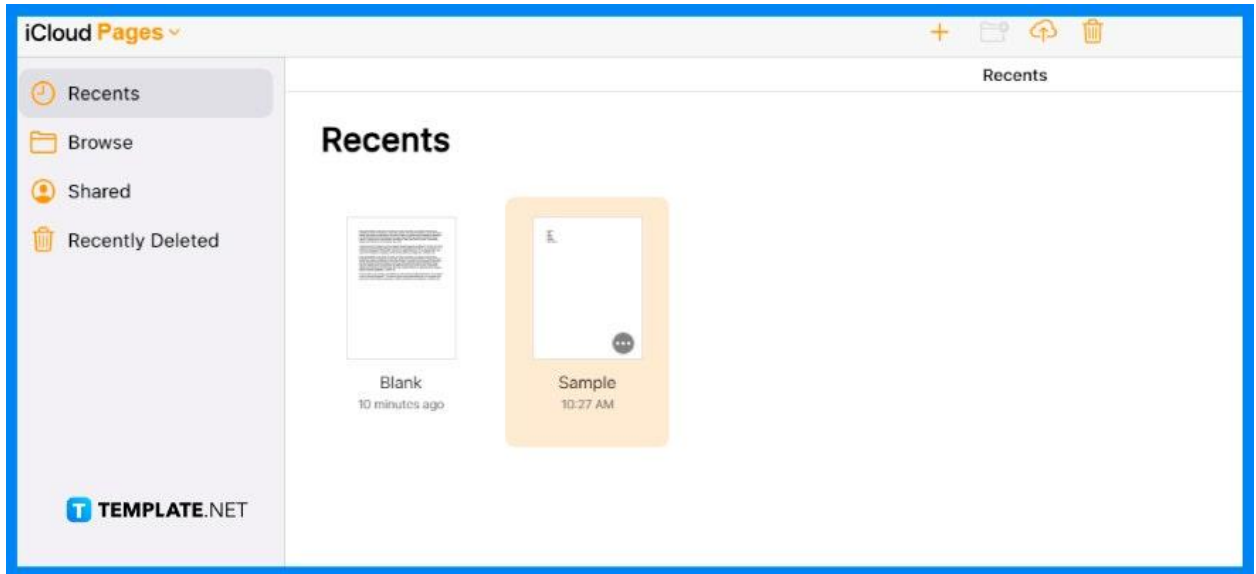 iCloud Pages
Recents
Recents
Browse
Shared
Recently Deleted
Recents
Blank
10 minutes ago
Sample
10:27 AM
T TEMPLATE.NET